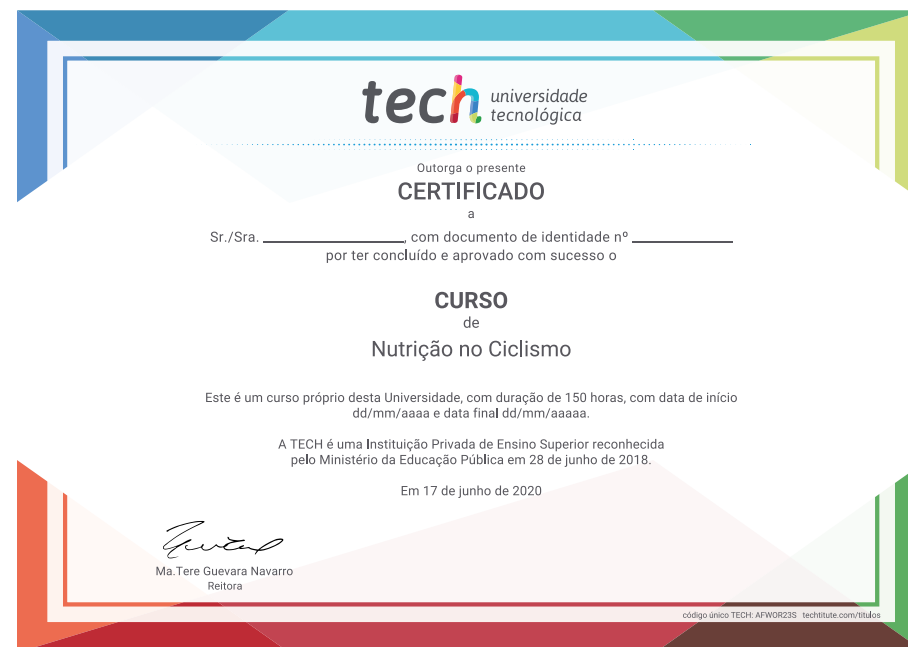 tech universidade
tecnológica
Outorga o presente
CERTIFICADO
a
Sr./Sra. ____________________, com documento de identidade nº ______________
por ter concluído e aprovado com sucesso o
CURSO
de
Nutrição no Ciclismo
Este é um curso próprio desta Universidade, com duração de 150 horas, com data de início
dd/mm/aaaa e data final dd/mm/aaaaa.
A TECH é uma Instituição Privada de Ensino Superior reconhecida
pelo Ministério da Educação Pública em 28 de junho de 2018.
Em 17 de junho de 2020
Ma.Tere Guevara Navarro
Reitora
código único TECH: AFWOR23S techtitute.com/titulos